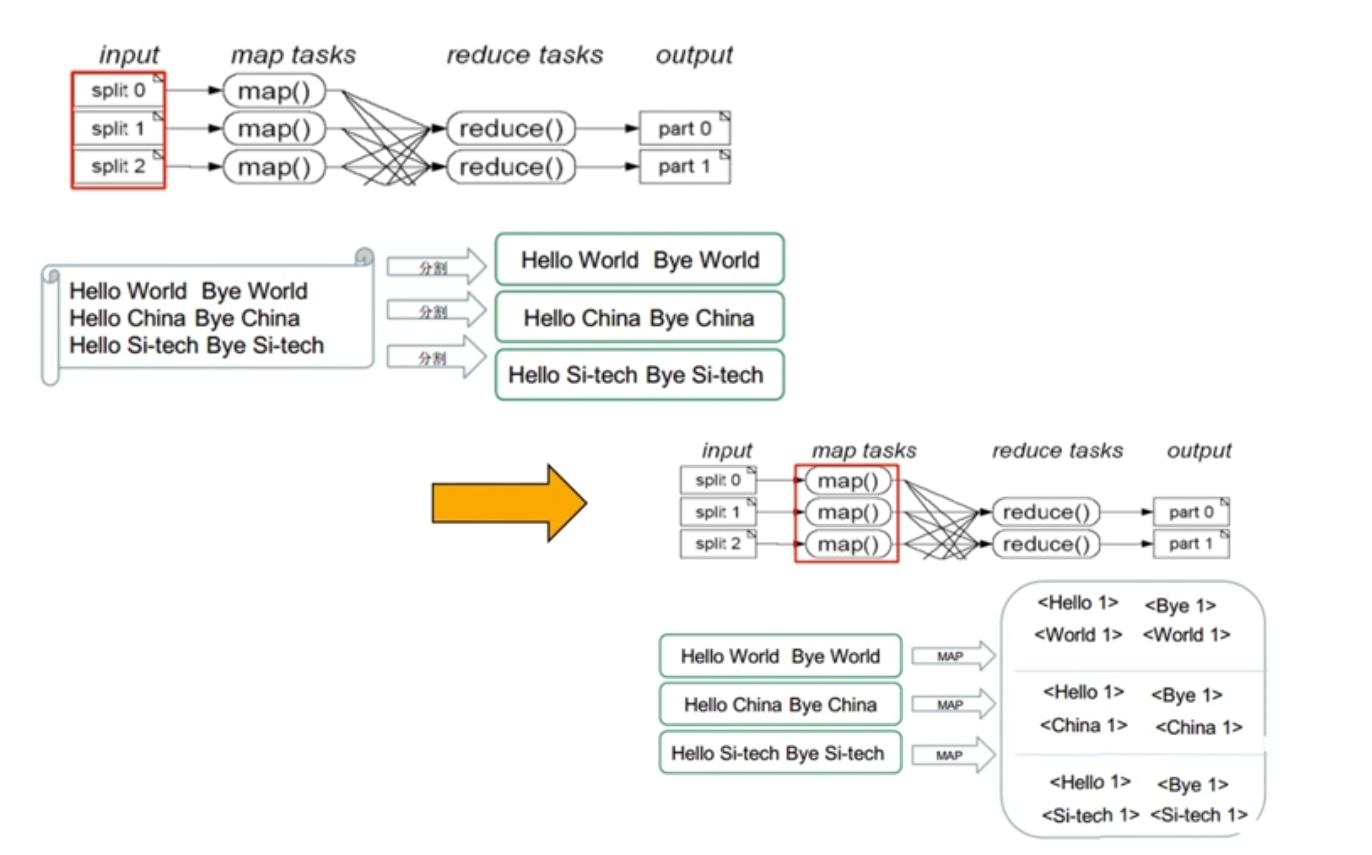 input map tasks reduce tasks output
split 0 map()
split 1 map() reduce() part 0
split 2 map() reduce() part 1
Hello World Bye World
Hello China Bye China
Hello Si-tech Bye Si-tech
分割
分割
分割
Hello World Bye World
Hello China Bye China
Hello Si-tech Bye Si-tech
input map tasks reduce tasks output
split 0 map()
split 1 map() reduce() part 0
split 2 map() reduce() part 1
Hello World Bye World
Hello China Bye China
Hello Si-tech Bye Si-tech
MAP
MAP
MAP
<Hello 1> <Bye 1>
<World 1> <World 1>
<Hello 1> <Bye 1>
<China 1> <China 1>
<Hello 1> <Bye 1>
<Si-tech 1> <Si-tech 1>